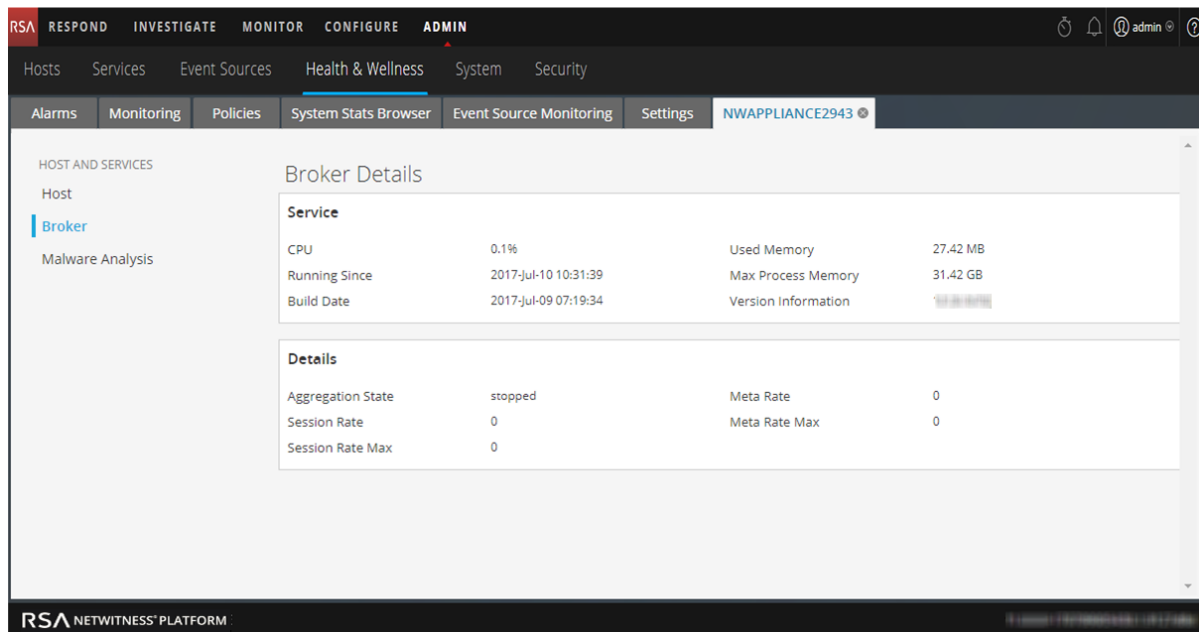 RSA RESPOND INVESTIGATE MONITOR CONFIGURE ADMIN admin
Hosts Services Event Sources Health & Wellness System Security
Alarms Monitoring Policies System Stats Browser Event Source Monitoring Settings NWAPPLIANCE2943
HOST AND SERVICES
Host
Broker
Malware Analysis
Broker Details
Service
CPU 0.1% Used Memory 27.42 MB
Running Since 2017-Jul-10 10:31:39 Max Process Memory 31.42 GB
Build Date 2017-Jul-09 07:19:34 Version Information
Details
Aggregation State stopped Meta Rate 0
Session Rate 0 Meta Rate Max 0
Session Rate Max 0
RSA NETWITNESS® PLATFORM